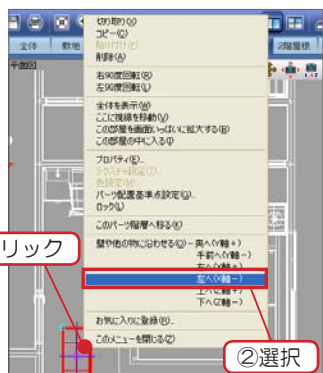 全体
敷地
2階屋根
平面図
切り取り(X)
コピー(C)
貼り付け(P)
削除(A)
右90度回転(R)
左90度回転(L)
全体を表示(W)
ここに視線を移動(V)
この部屋を画面いっぱいに拡大する(B)
この部屋の中に入る(I)
プロパティ(E)...
テクスチャ設定(T)...
色設定(M)...
パーツ配置基準点設定(G)...
ロック(L)
このパーツ階層へ移る(K)
壁や他の物に沿わせる(Q)－奥へ(Y軸+)
手前へ(Y軸－)
右へ(X軸+)
左へ(X軸－)
上へ(Z軸+)
下へ(Z軸－)
お気に入りに登録(H)...
このメニューを閉じる(Z)
リック
②選択